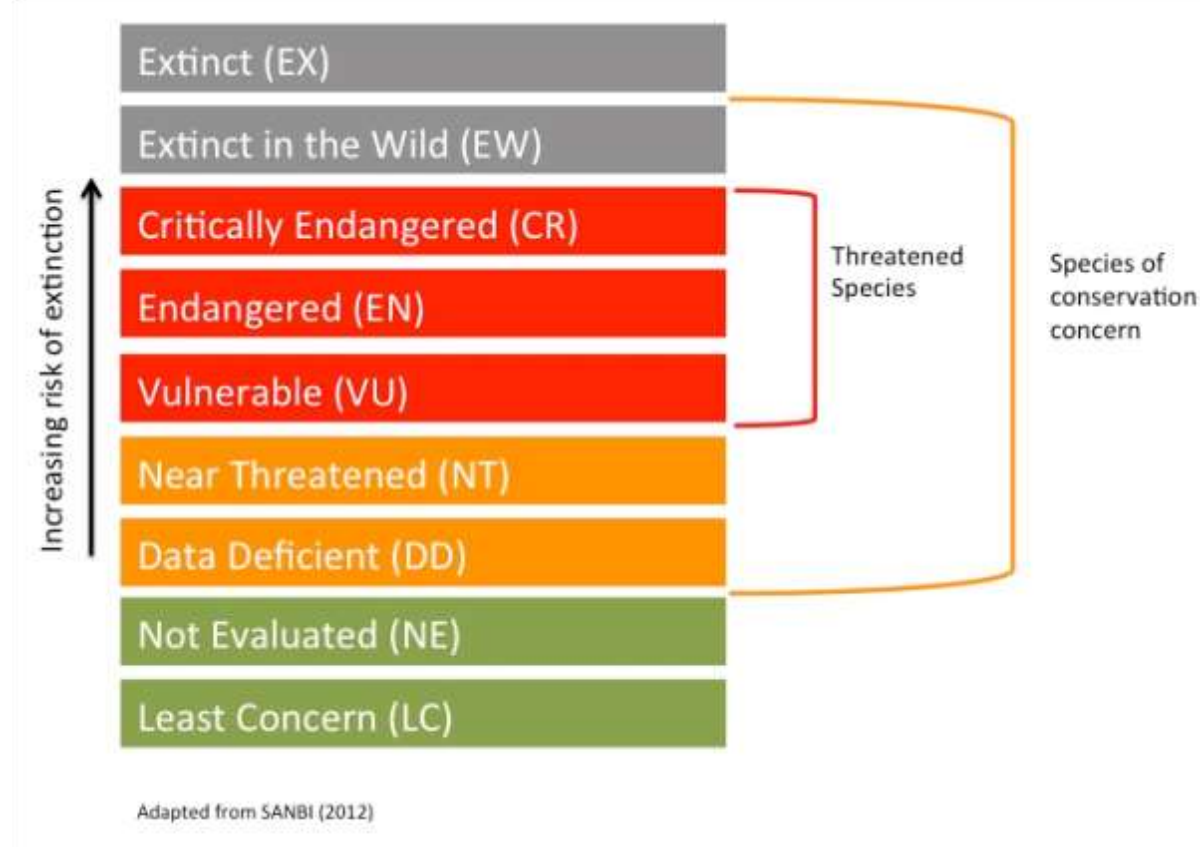 Extinct (EX)
Extinct in the Wild (EW)
Critically Endangered (CR)
Endangered (EN)
Vulnerable (VU)
Near Threatened (NT)
Data Deficient (DD)
Not Evaluated (NE)
Least Concern (LC)
Increasing risk of extinction
Threatened
Species
Species of
conservation
concern
Adapted from SANBI (2012)